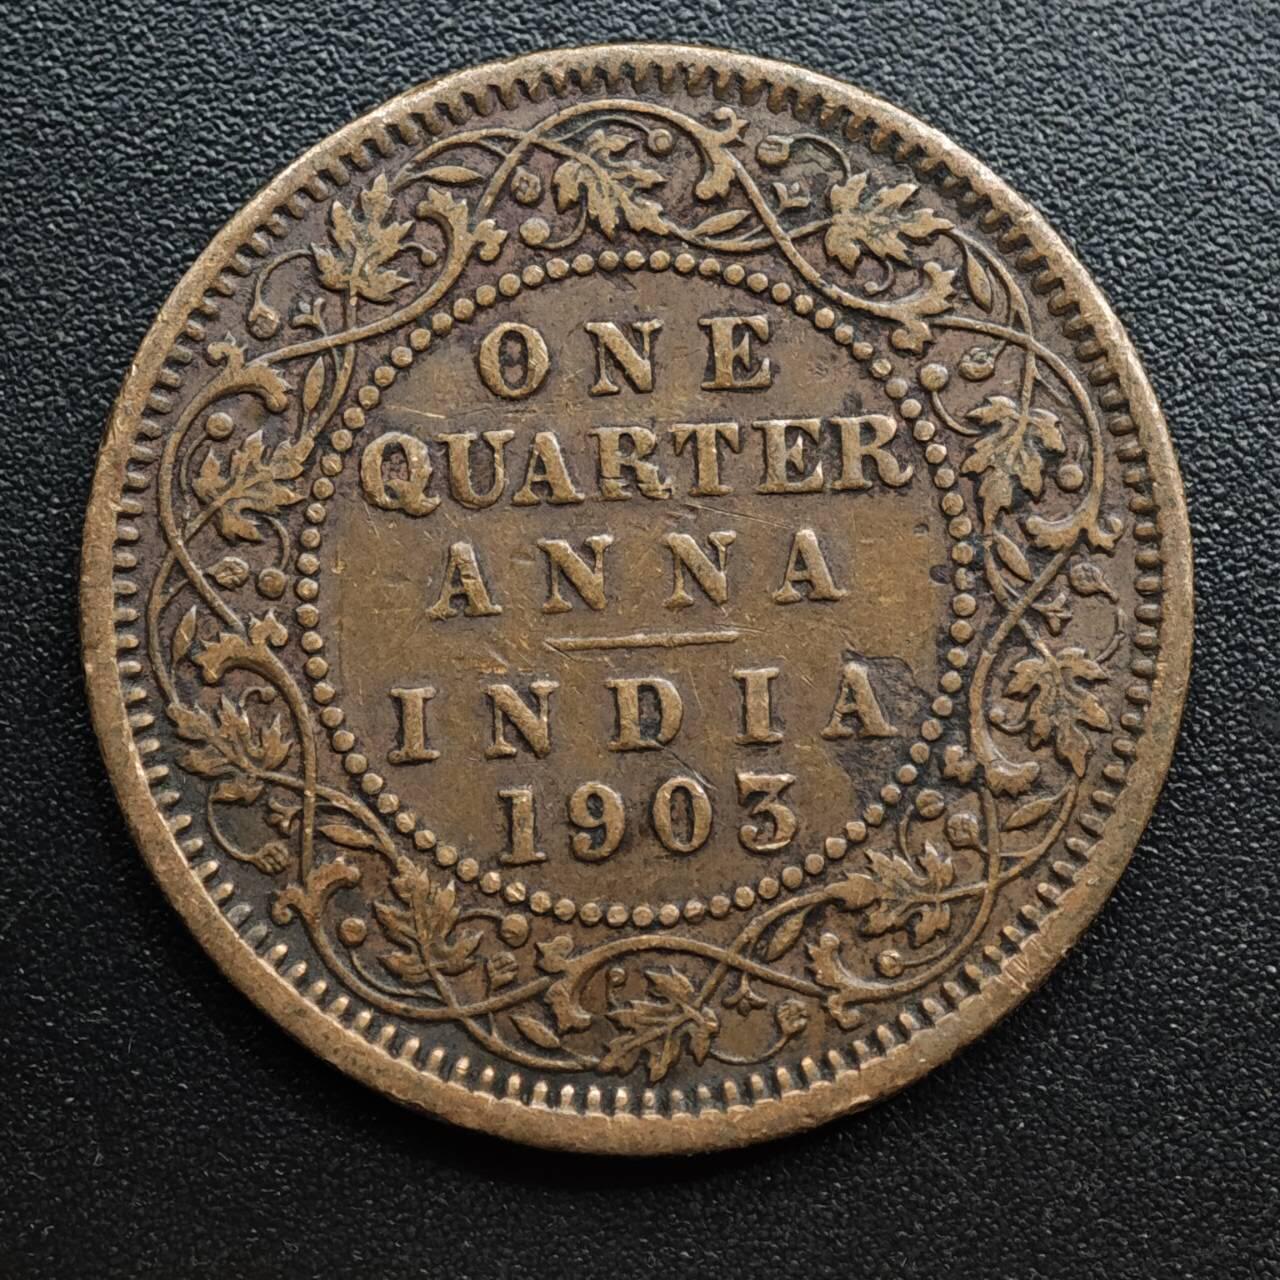 ONE
QUARTER
ANNA
INDIA
1903